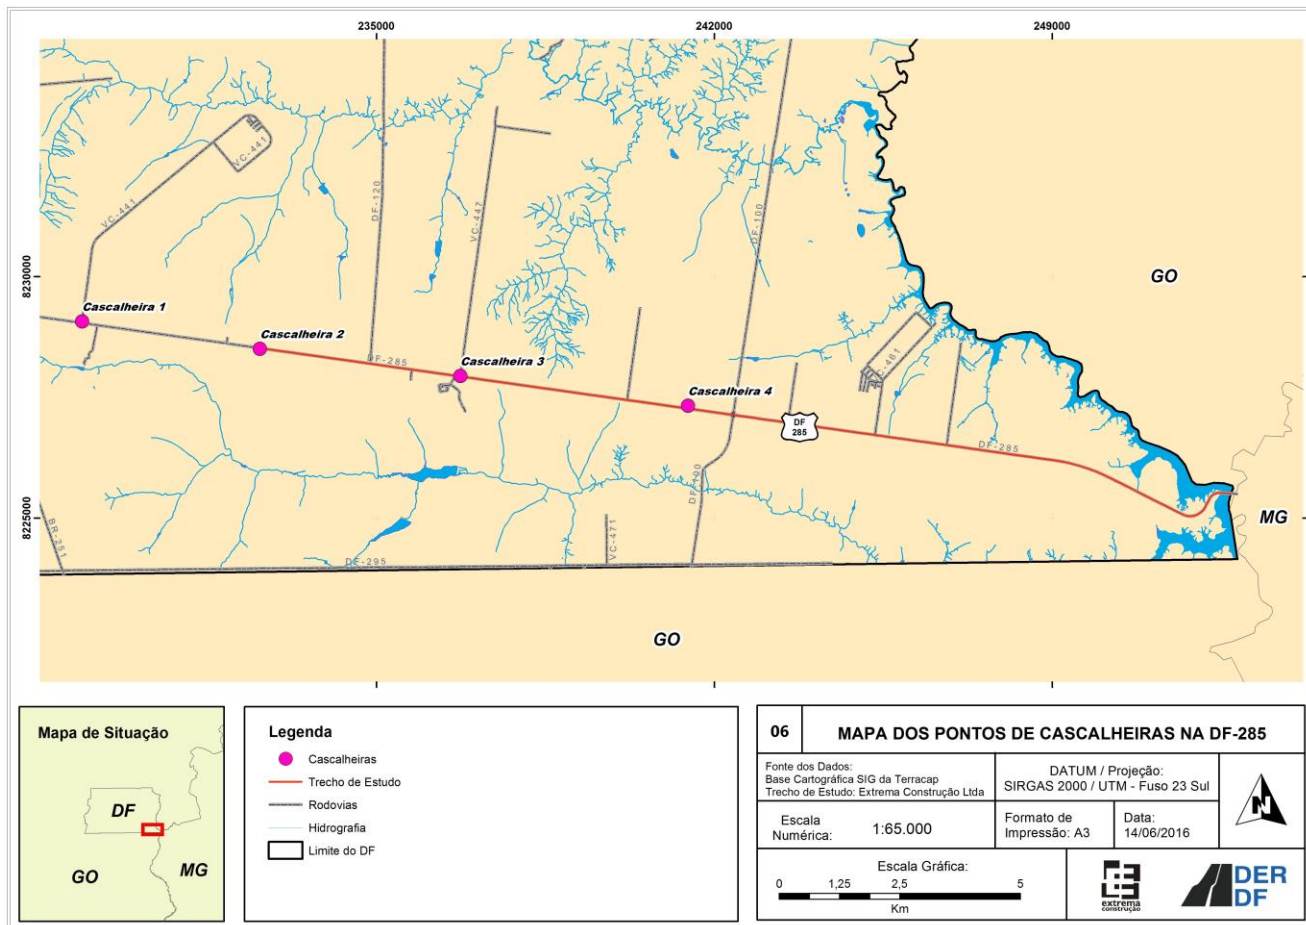 235000
242000
249000
8230000
8225000
VC-441
VC-441
DF-120
VC-447
DF-100
GO
Cascalheira 1
Cascalheira 2
DF-285
Cascalheira 3
Cascalheira 4
VC-461
DF
285
DF-285
DF-100
BR-251
VC-471
MG
DF-295
GO
Mapa de Situação
DF
GO
MG
Legenda
Cascalheiras
Trecho de Estudo
Rodovias
Hidrografia
Limite do DF
06
MAPA DOS PONTOS DE CASCALHEIRAS NA DF-285
Fonte dos Dados:
Base Cartográfica SIG da Terracap
Trecho de Estudo: Extrema Construção Ltda
DATUM / Projeção:
SIRGAS 2000 / UTM - Fuso 23 Sul
Escala
Numérica:
1:65.000
Formato de
Impressão: A3
Data:
14/06/2016
N
Escala Gráfica:
0 1,25 2,5 5
Km
extrema
construção
DER
DF